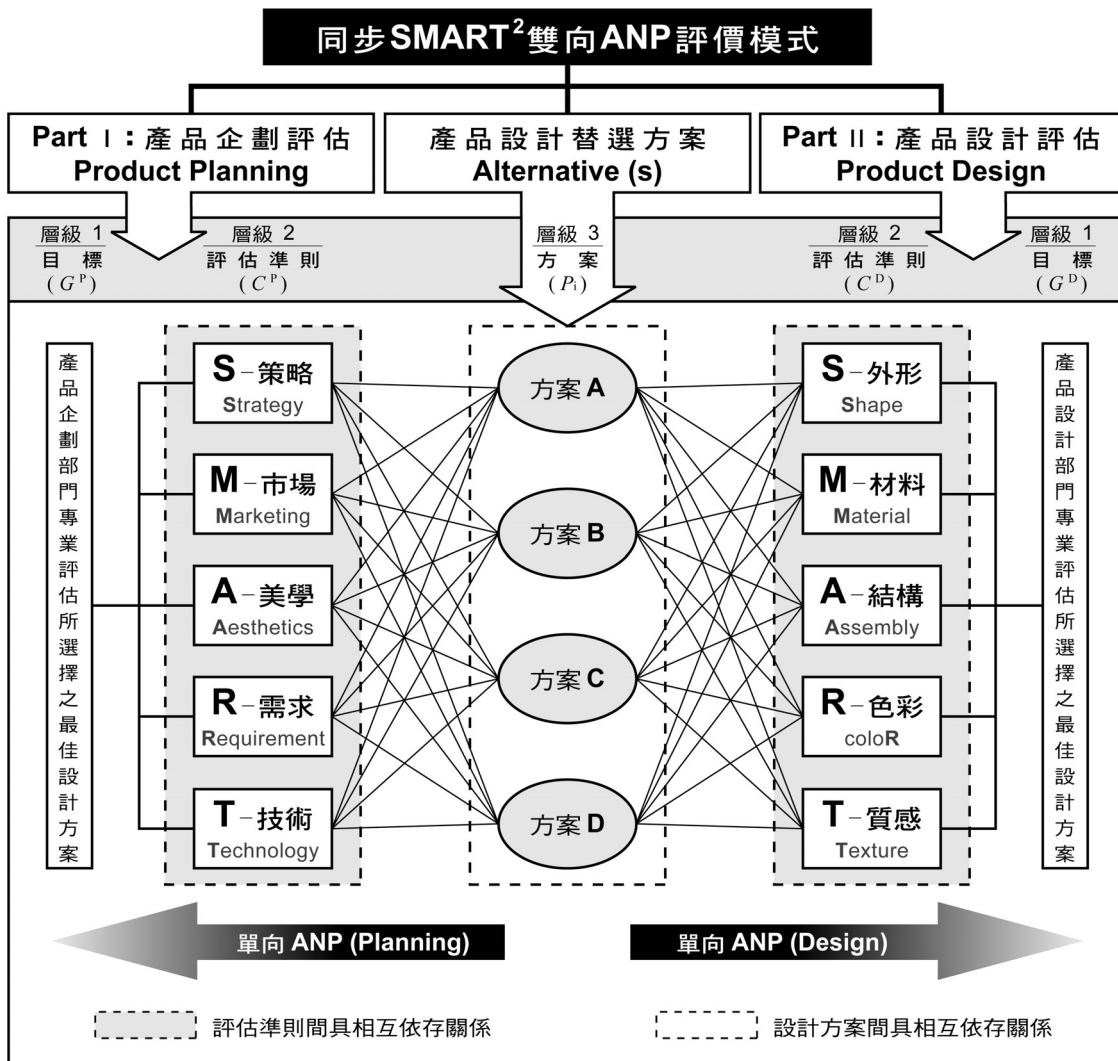 同步SMART²雙向ANP評價模式
Part Ⅰ：產品企劃評估
Product Planning
產品設計替選方案
Alternative (s)
Part Ⅱ：產品設計評估
Product Design
層級 1
目標
(Gᴾ)
層級 2
評估準則
(Cᴾ)
層級 3
方案
(Pᵢ)
層級 2
評估準則
(Cᴰ)
層級 1
目標
(Gᴰ)
產品企劃部門專業評估所選擇之最佳設計方案
S–策略
Strategy
M–市場
Marketing
A–美學
Aesthetics
R–需求
Requirement
T–技術
Technology
方案 A
方案 B
方案 C
方案 D
S–外形
Shape
M–材料
Material
A–結構
Assembly
R–色彩
coloR
T–質感
Texture
產品設計部門專業評估所選擇之最佳設計方案
單向 ANP (Planning)
單向 ANP (Design)
評估準則間具相互依存關係
設計方案間具相互依存關係